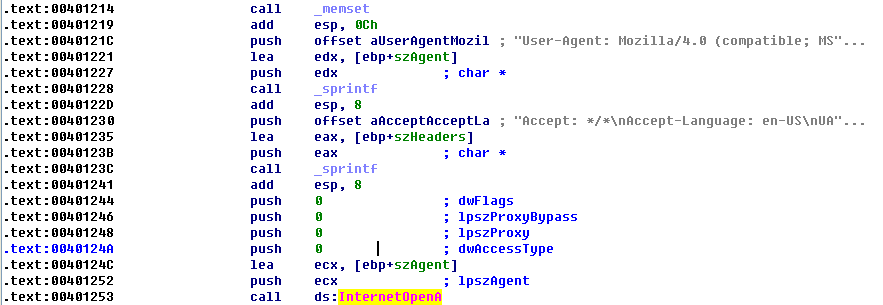 .text:00401214 call _memset
.text:00401219 add esp, 0Ch
.text:0040121C push offset aUserAgentMozil ; "User-Agent: Mozilla/4.0 (compatible; MS"...
.text:00401221 lea edx, [ebp+szAgent]
.text:00401227 push edx ; char *
.text:00401228 call _sprintf
.text:0040122D add esp, 8
.text:00401230 push offset aAcceptAcceptLa ; "Accept: */*\nAccept-Language: en-US\nUA"...
.text:00401235 lea eax, [ebp+szHeaders]
.text:0040123B push eax ; char *
.text:0040123C call _sprintf
.text:00401241 add esp, 8
.text:00401244 push 0 ; dwFlags
.text:00401246 push 0 ; lpszProxyBypass
.text:00401248 push 0 ; lpszProxy
.text:0040124A push 0 ; dwAccessType
.text:0040124C lea ecx, [ebp+szAgent]
.text:00401252 push ecx ; lpszAgent
.text:00401253 call ds:InternetOpenA